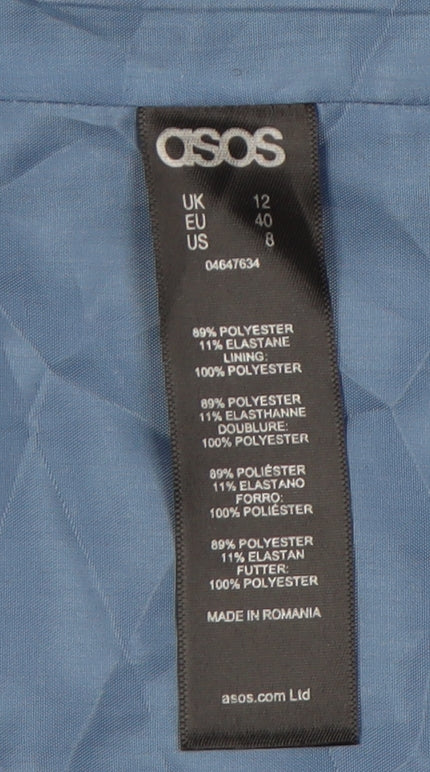 asos
UK 12
EU 40
US 8
04647634
89% POLYESTER
11% ELASTANE
LINING:
100% POLYESTER
89% POLYESTER
11% ELASTHANNE
DOUBLURE:
100% POLYESTER
89% POLIÉSTER
11% ELASTANO
FORRO:
100% POLIÉSTER
89% POLYESTER
11% ELASTAN
FUTTER:
100% POLYESTER
MADE IN ROMANIA
asos.com Ltd